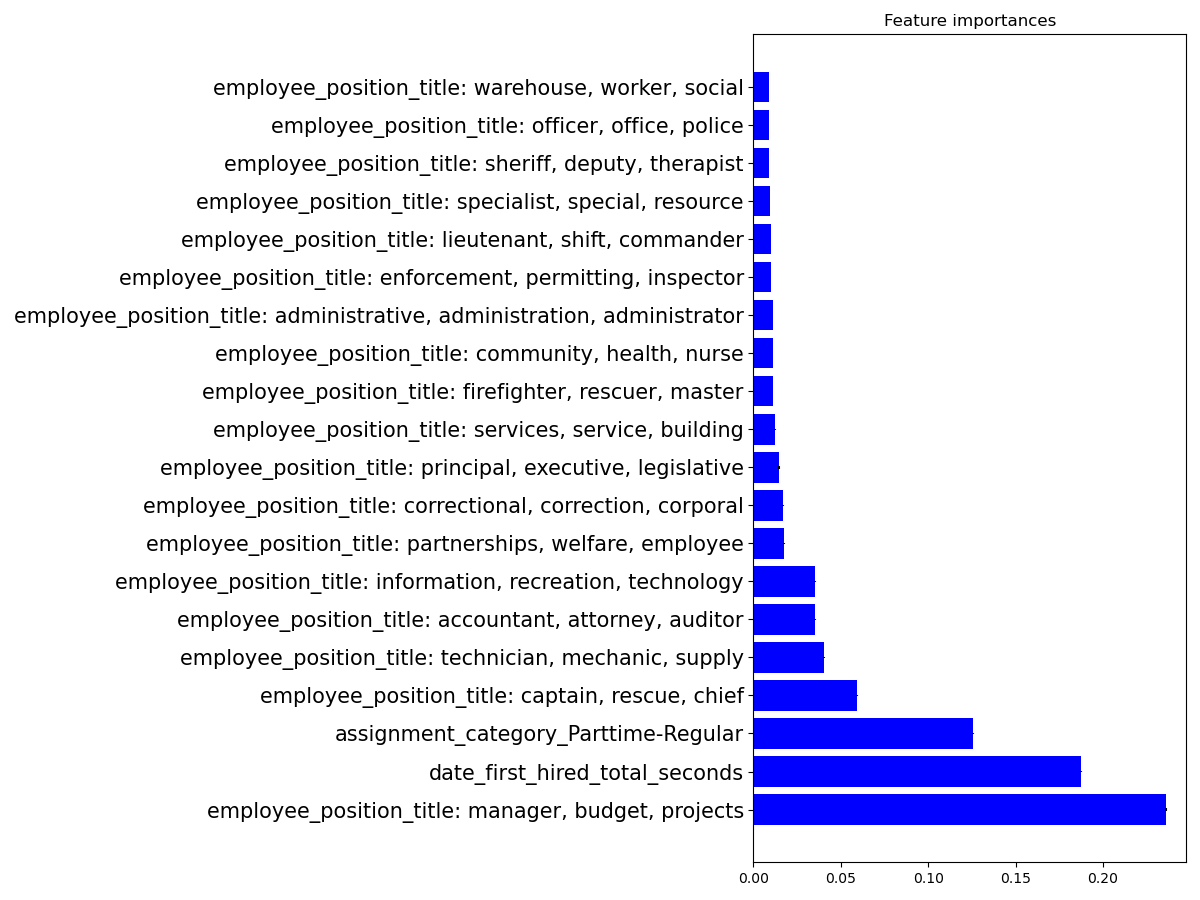 Feature importances
employee_position_title: warehouse, worker, social
employee_position_title: officer, office, police
employee_position_title: sheriff, deputy, therapist
employee_position_title: specialist, special, resource
employee_position_title: lieutenant, shift, commander
employee_position_title: enforcement, permitting, inspector
employee_position_title: administrative, administration, administrator
employee_position_title: community, health, nurse
employee_position_title: firefighter, rescuer, master
employee_position_title: services, service, building
employee_position_title: principal, executive, legislative
employee_position_title: correctional, correction, corporal
employee_position_title: partnerships, welfare, employee
employee_position_title: information, recreation, technology
employee_position_title: accountant, attorney, auditor
employee_position_title: technician, mechanic, supply
employee_position_title: captain, rescue, chief
assignment_category_Parttime-Regular
date_first_hired_total_seconds
employee_position_title: manager, budget, projects
0.00 0.05 0.10 0.15 0.20